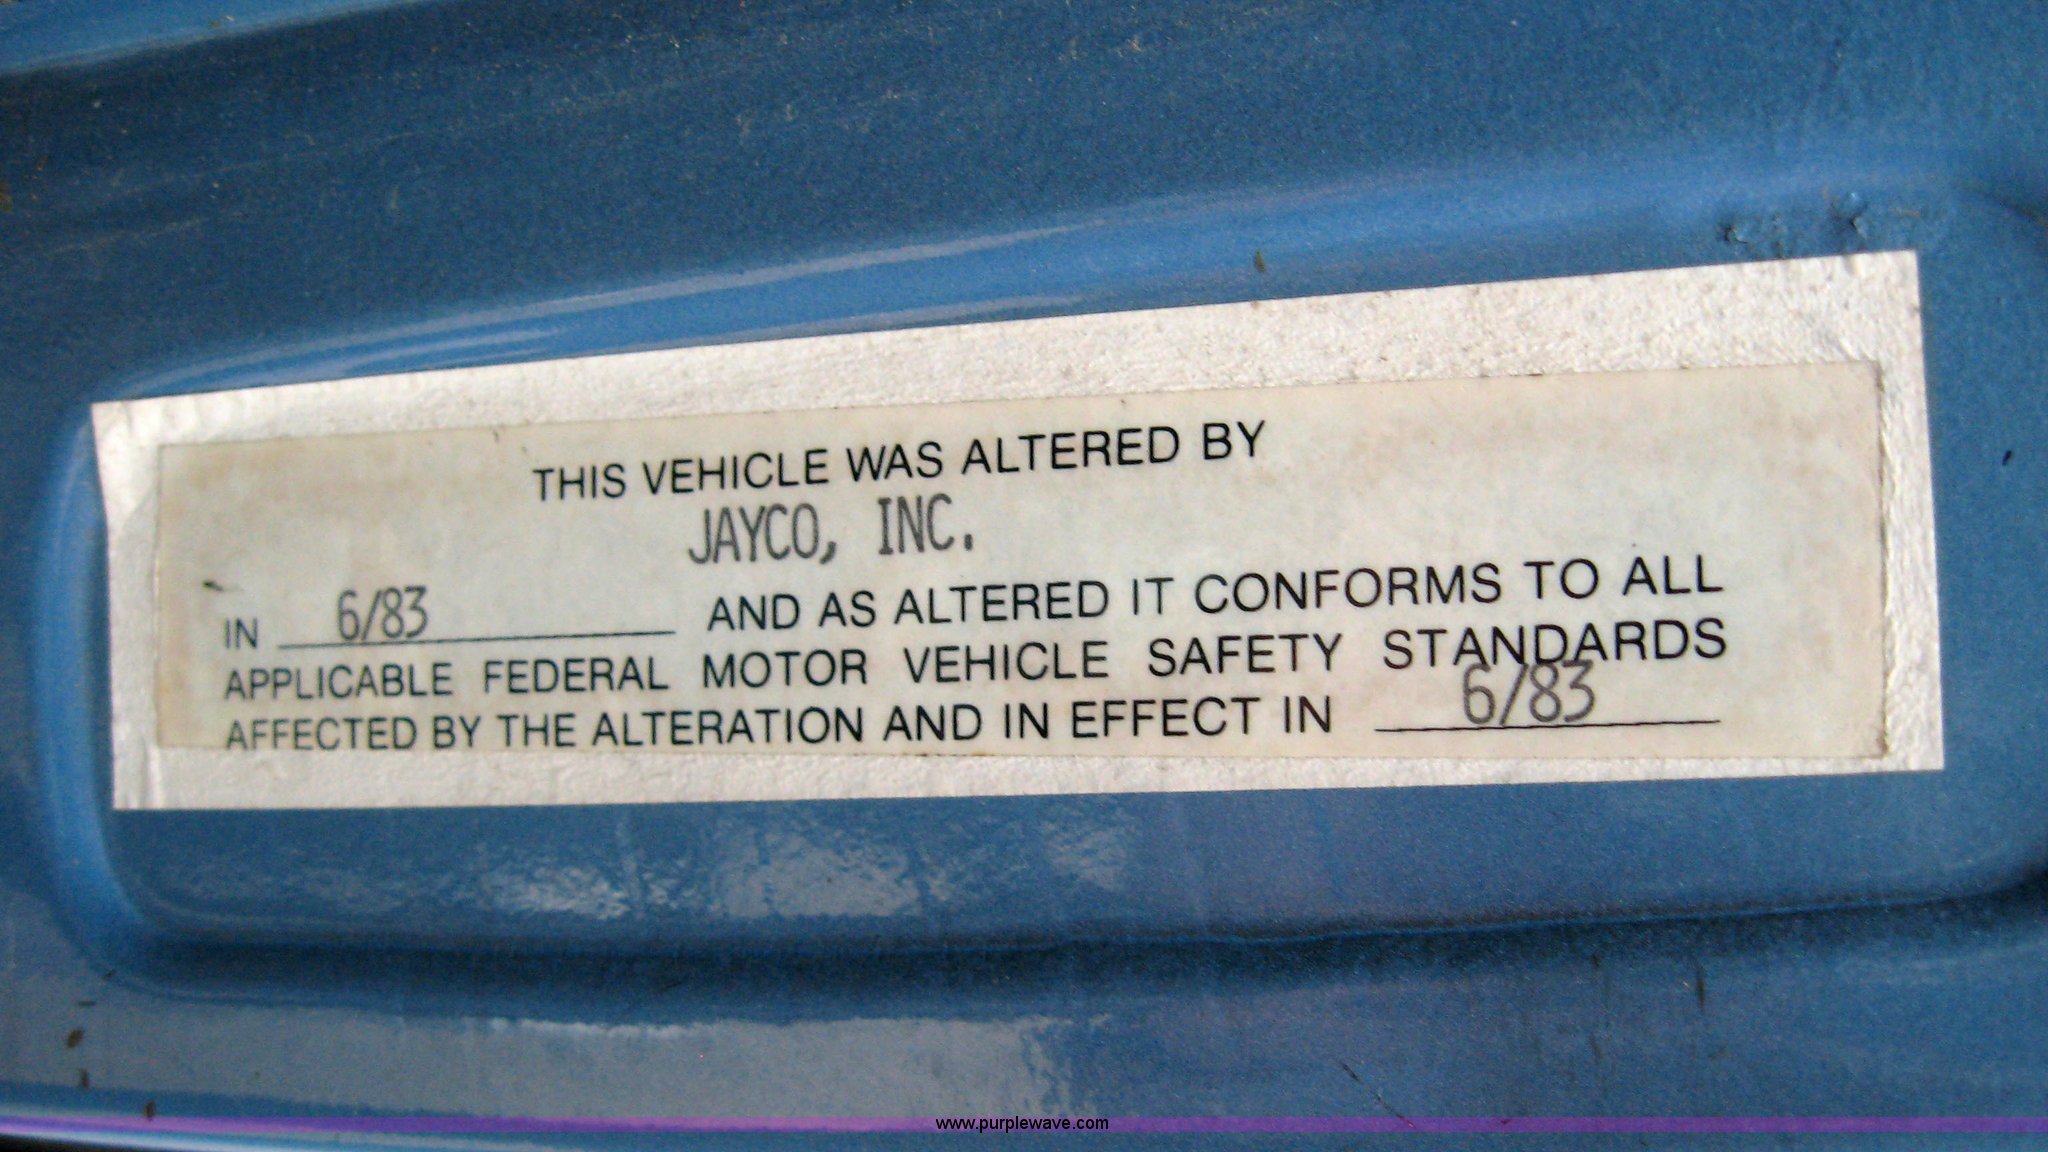 THIS VEHICLE WAS ALTERED BY
JAYCO, INC.
IN 6/83 AND AS ALTERED IT CONFORMS TO ALL
APPLICABLE FEDERAL MOTOR VEHICLE SAFETY STANDARDS
AFFECTED BY THE ALTERATION AND IN EFFECT IN 6/83
www.purplewave.com